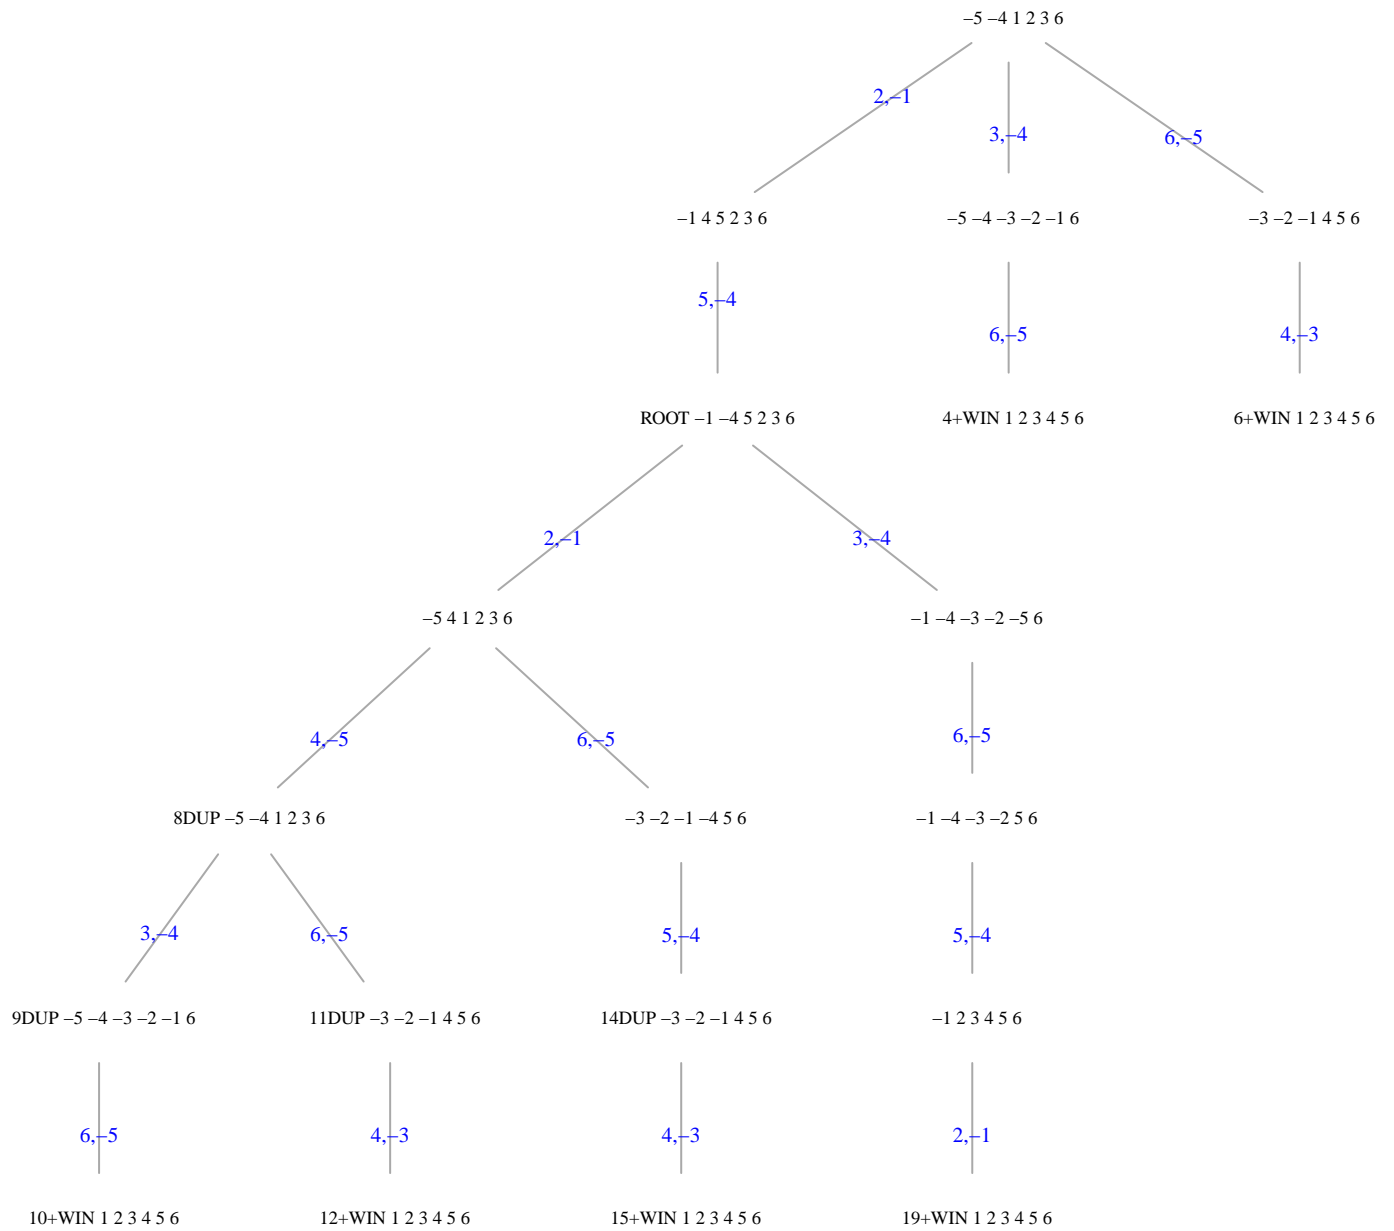 –5 –4 1 2 3 6
2,–1
3,–4
6,–5
–1 4 5 2 3 6
–5 –4 –3 –2 –1 6
–3 –2 –1 4 5 6
5,–4
6,–5
4,–3
ROOT –1 –4 5 2 3 6
4+WIN 1 2 3 4 5 6
6+WIN 1 2 3 4 5 6
2,–1
3,–4
–5 4 1 2 3 6
–1 –4 –3 –2 –5 6
4,–5
6,–5
6,–5
8DUP –5 –4 1 2 3 6
–3 –2 –1 –4 5 6
–1 –4 –3 –2 5 6
3,–4
6,–5
5,–4
5,–4
9DUP –5 –4 –3 –2 –1 6
11DUP –3 –2 –1 4 5 6
14DUP –3 –2 –1 4 5 6
–1 2 3 4 5 6
6,–5
4,–3
4,–3
2,–1
10+WIN 1 2 3 4 5 6
12+WIN 1 2 3 4 5 6
15+WIN 1 2 3 4 5 6
19+WIN 1 2 3 4 5 6